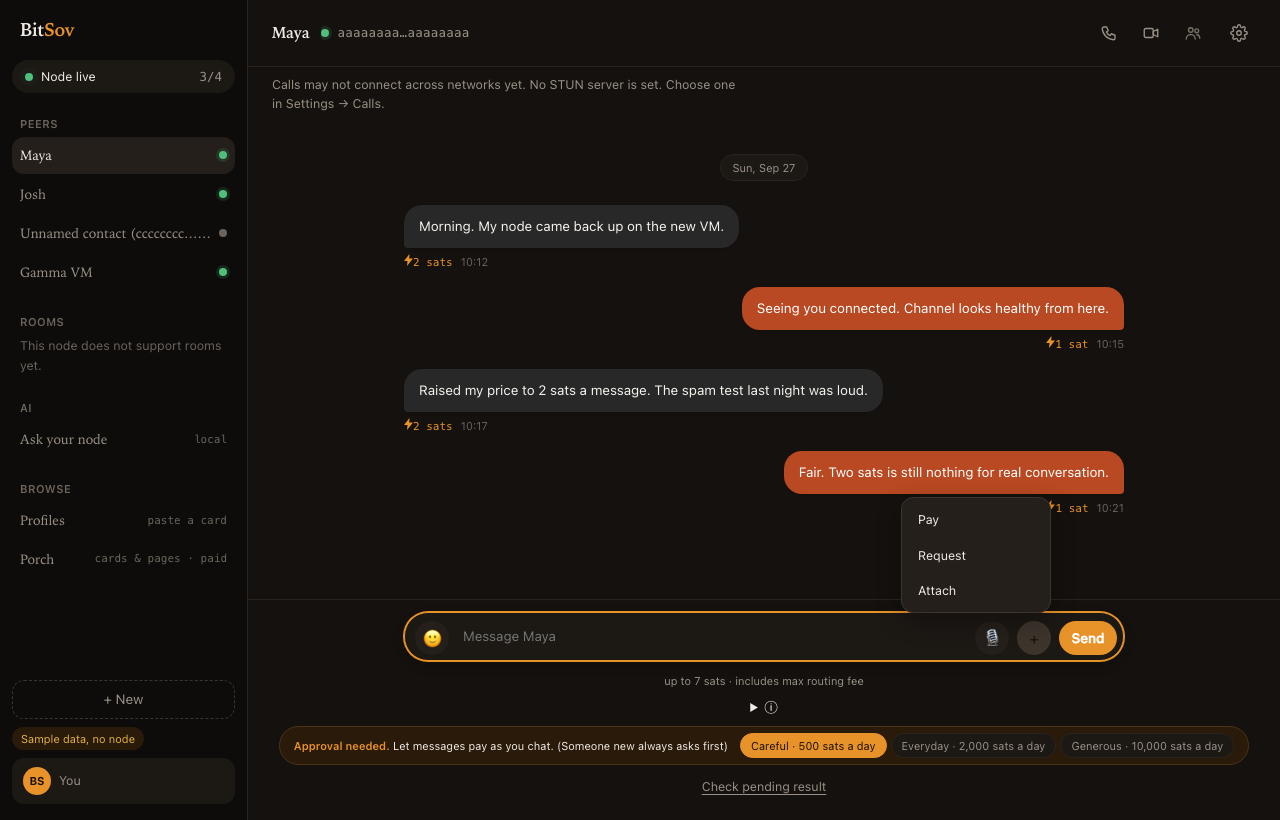 BitSov
Node live 3/4
PEERS
Maya
Josh
Unnamed contact (cccccccc……
Gamma VM
ROOMS
This node does not support rooms
yet.
AI
Ask your node local
BROWSE
Profiles paste a card
Porch cards & pages · paid
+ New
Sample data, no node
BS You
Maya aaaaaaaa…aaaaaaaa
Calls may not connect across networks yet. No STUN server is set. Choose one
in Settings → Calls.
Sun, Sep 27
Morning. My node came back up on the new VM.
2 sats 10:12
Seeing you connected. Channel looks healthy from here.
1 sat 10:15
Raised my price to 2 sats a message. The spam test last night was loud.
2 sats 10:17
Fair. Two sats is still nothing for real conversation.
1 sat 10:21
Pay
Request
Attach
Message Maya + Send
up to 7 sats · includes max routing fee
▶ ⓘ
Approval needed. Let messages pay as you chat. (Someone new always asks first) Careful · 500 sats a day Everyday · 2,000 sats a day Generous · 10,000 sats a day
Check pending result